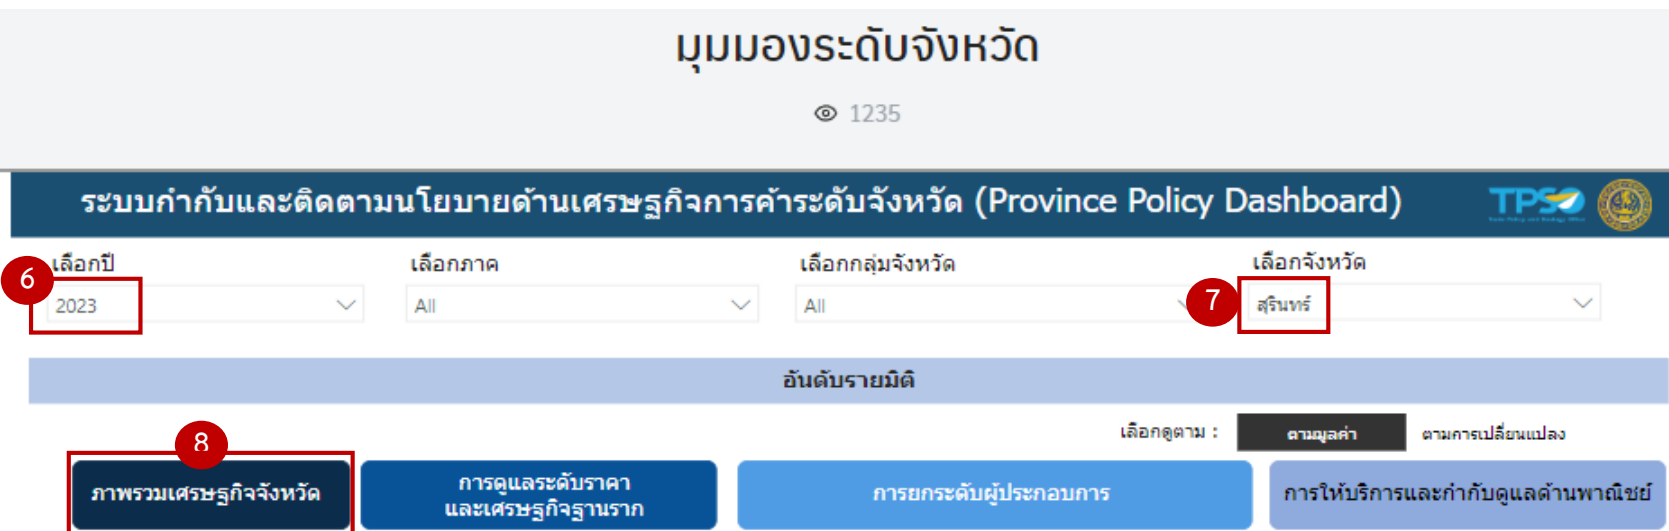 มุมมองระดับจังหวัด
1235
ระบบกำกับและติดตามนโยบายด้านเศรษฐกิจการค้าระดับจังหวัด (Province Policy Dashboard)
TPSO
เลือกปี
เลือกภาค
เลือกกลุ่มจังหวัด
เลือกจังหวัด
6
2023
All
All
7
สุรินทร์
อันดับรายมิติ
เลือกดูตาม :
ตามมูลค่า
ตามการเปลี่ยนแปลง
8
ภาพรวมเศรษฐกิจจังหวัด
การดูแลระดับราคา
และเศรษฐกิจฐานราก
การยกระดับผู้ประกอบการ
การให้บริการและกำกับดูแลด้านพาณิชย์